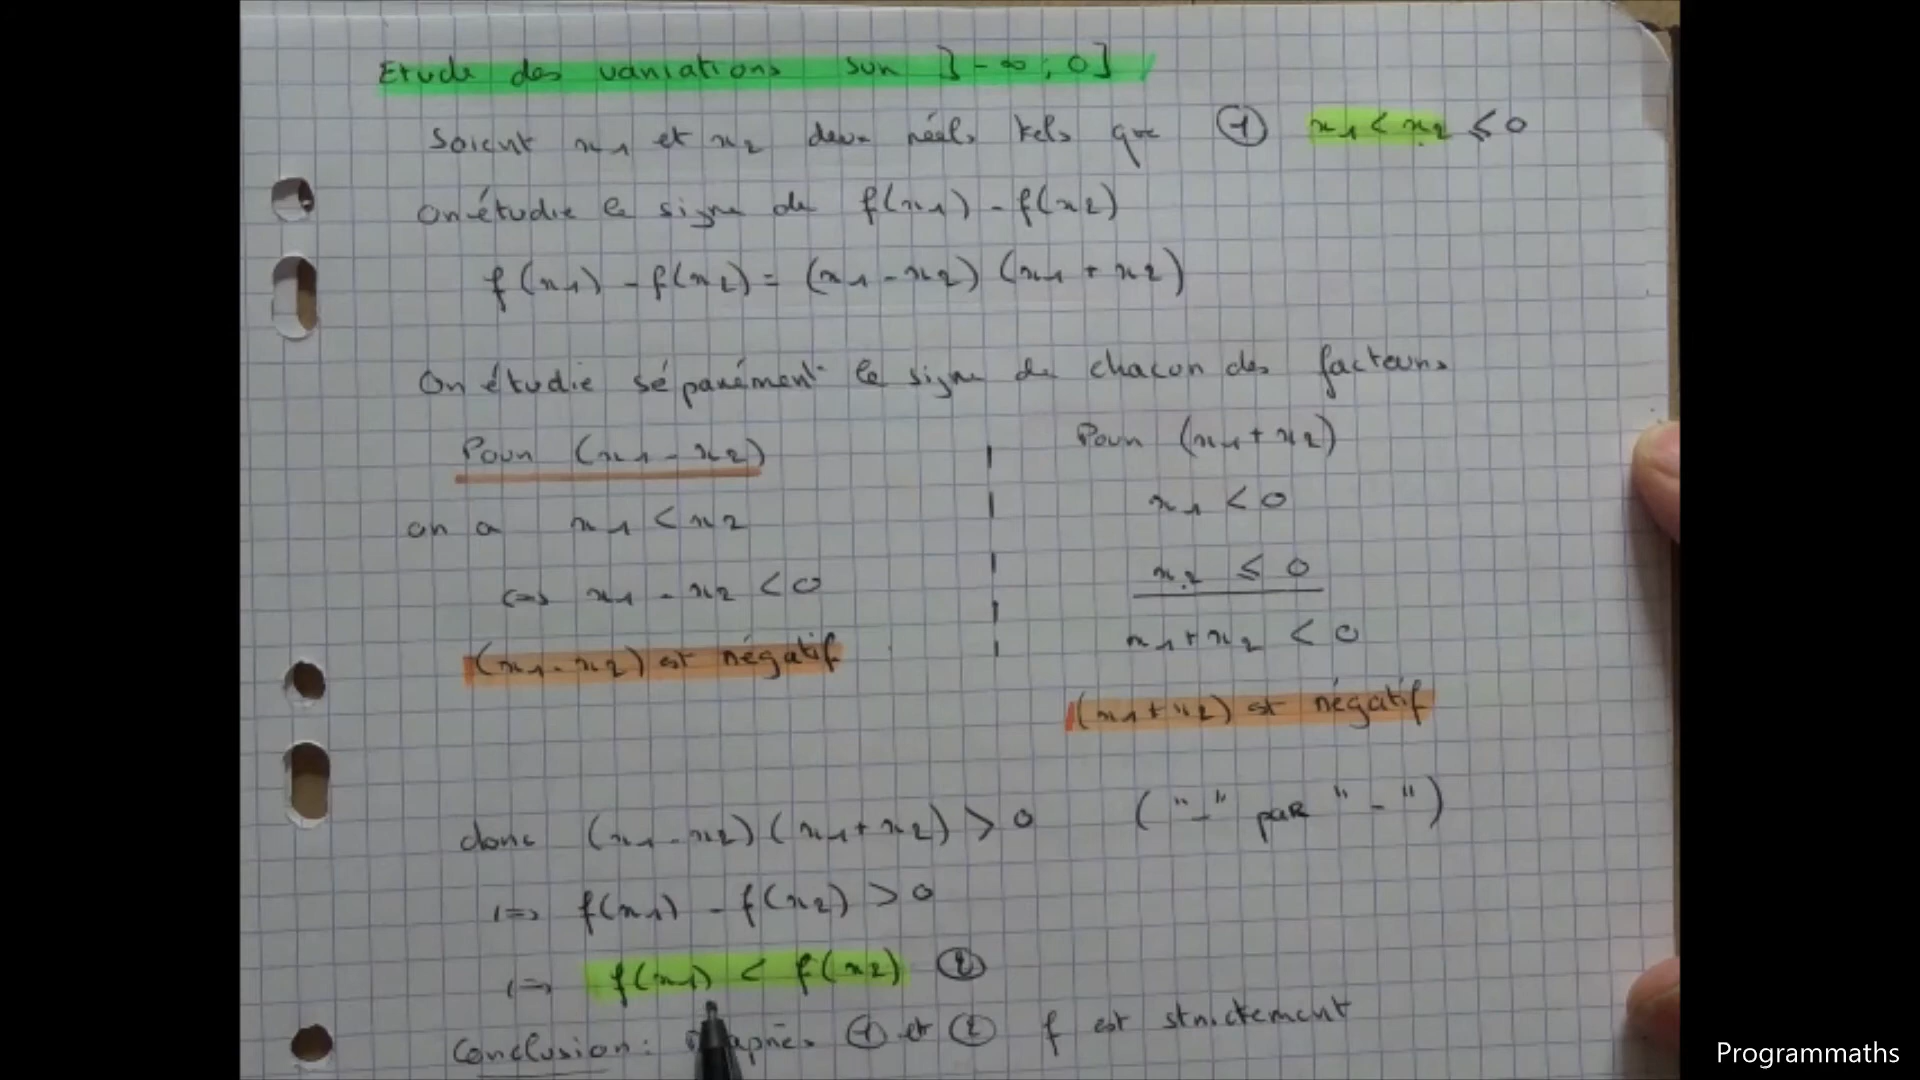 Etude des variations sur ]-∞ ; 0]
Soient x1 et x2 deux réels tels que ① x1 < x2 ⩽ 0
On étudie le signe de f(x1) - f(x2)
f(x1) - f(x2) = (x1 - x2) (x1 + x2)
On étudie séparément le signe de chacun des facteurs
Pour (x1 - x2)
on a x1 < x2
<=> x1 - x2 < 0
(x1 - x2) est négatif
Pour (x1 + x2)
x1 < 0
x2 ⩽ 0
x1 + x2 < 0
(x1 + x2) est négatif
donc (x1 - x2) (x1 + x2) > 0 ("-" par "-")
<=> f(x1) - f(x2) > 0
<=> f(x1) < f(x2) ②
Conclusion : d'après ① et ② f est strictement
Programmaths